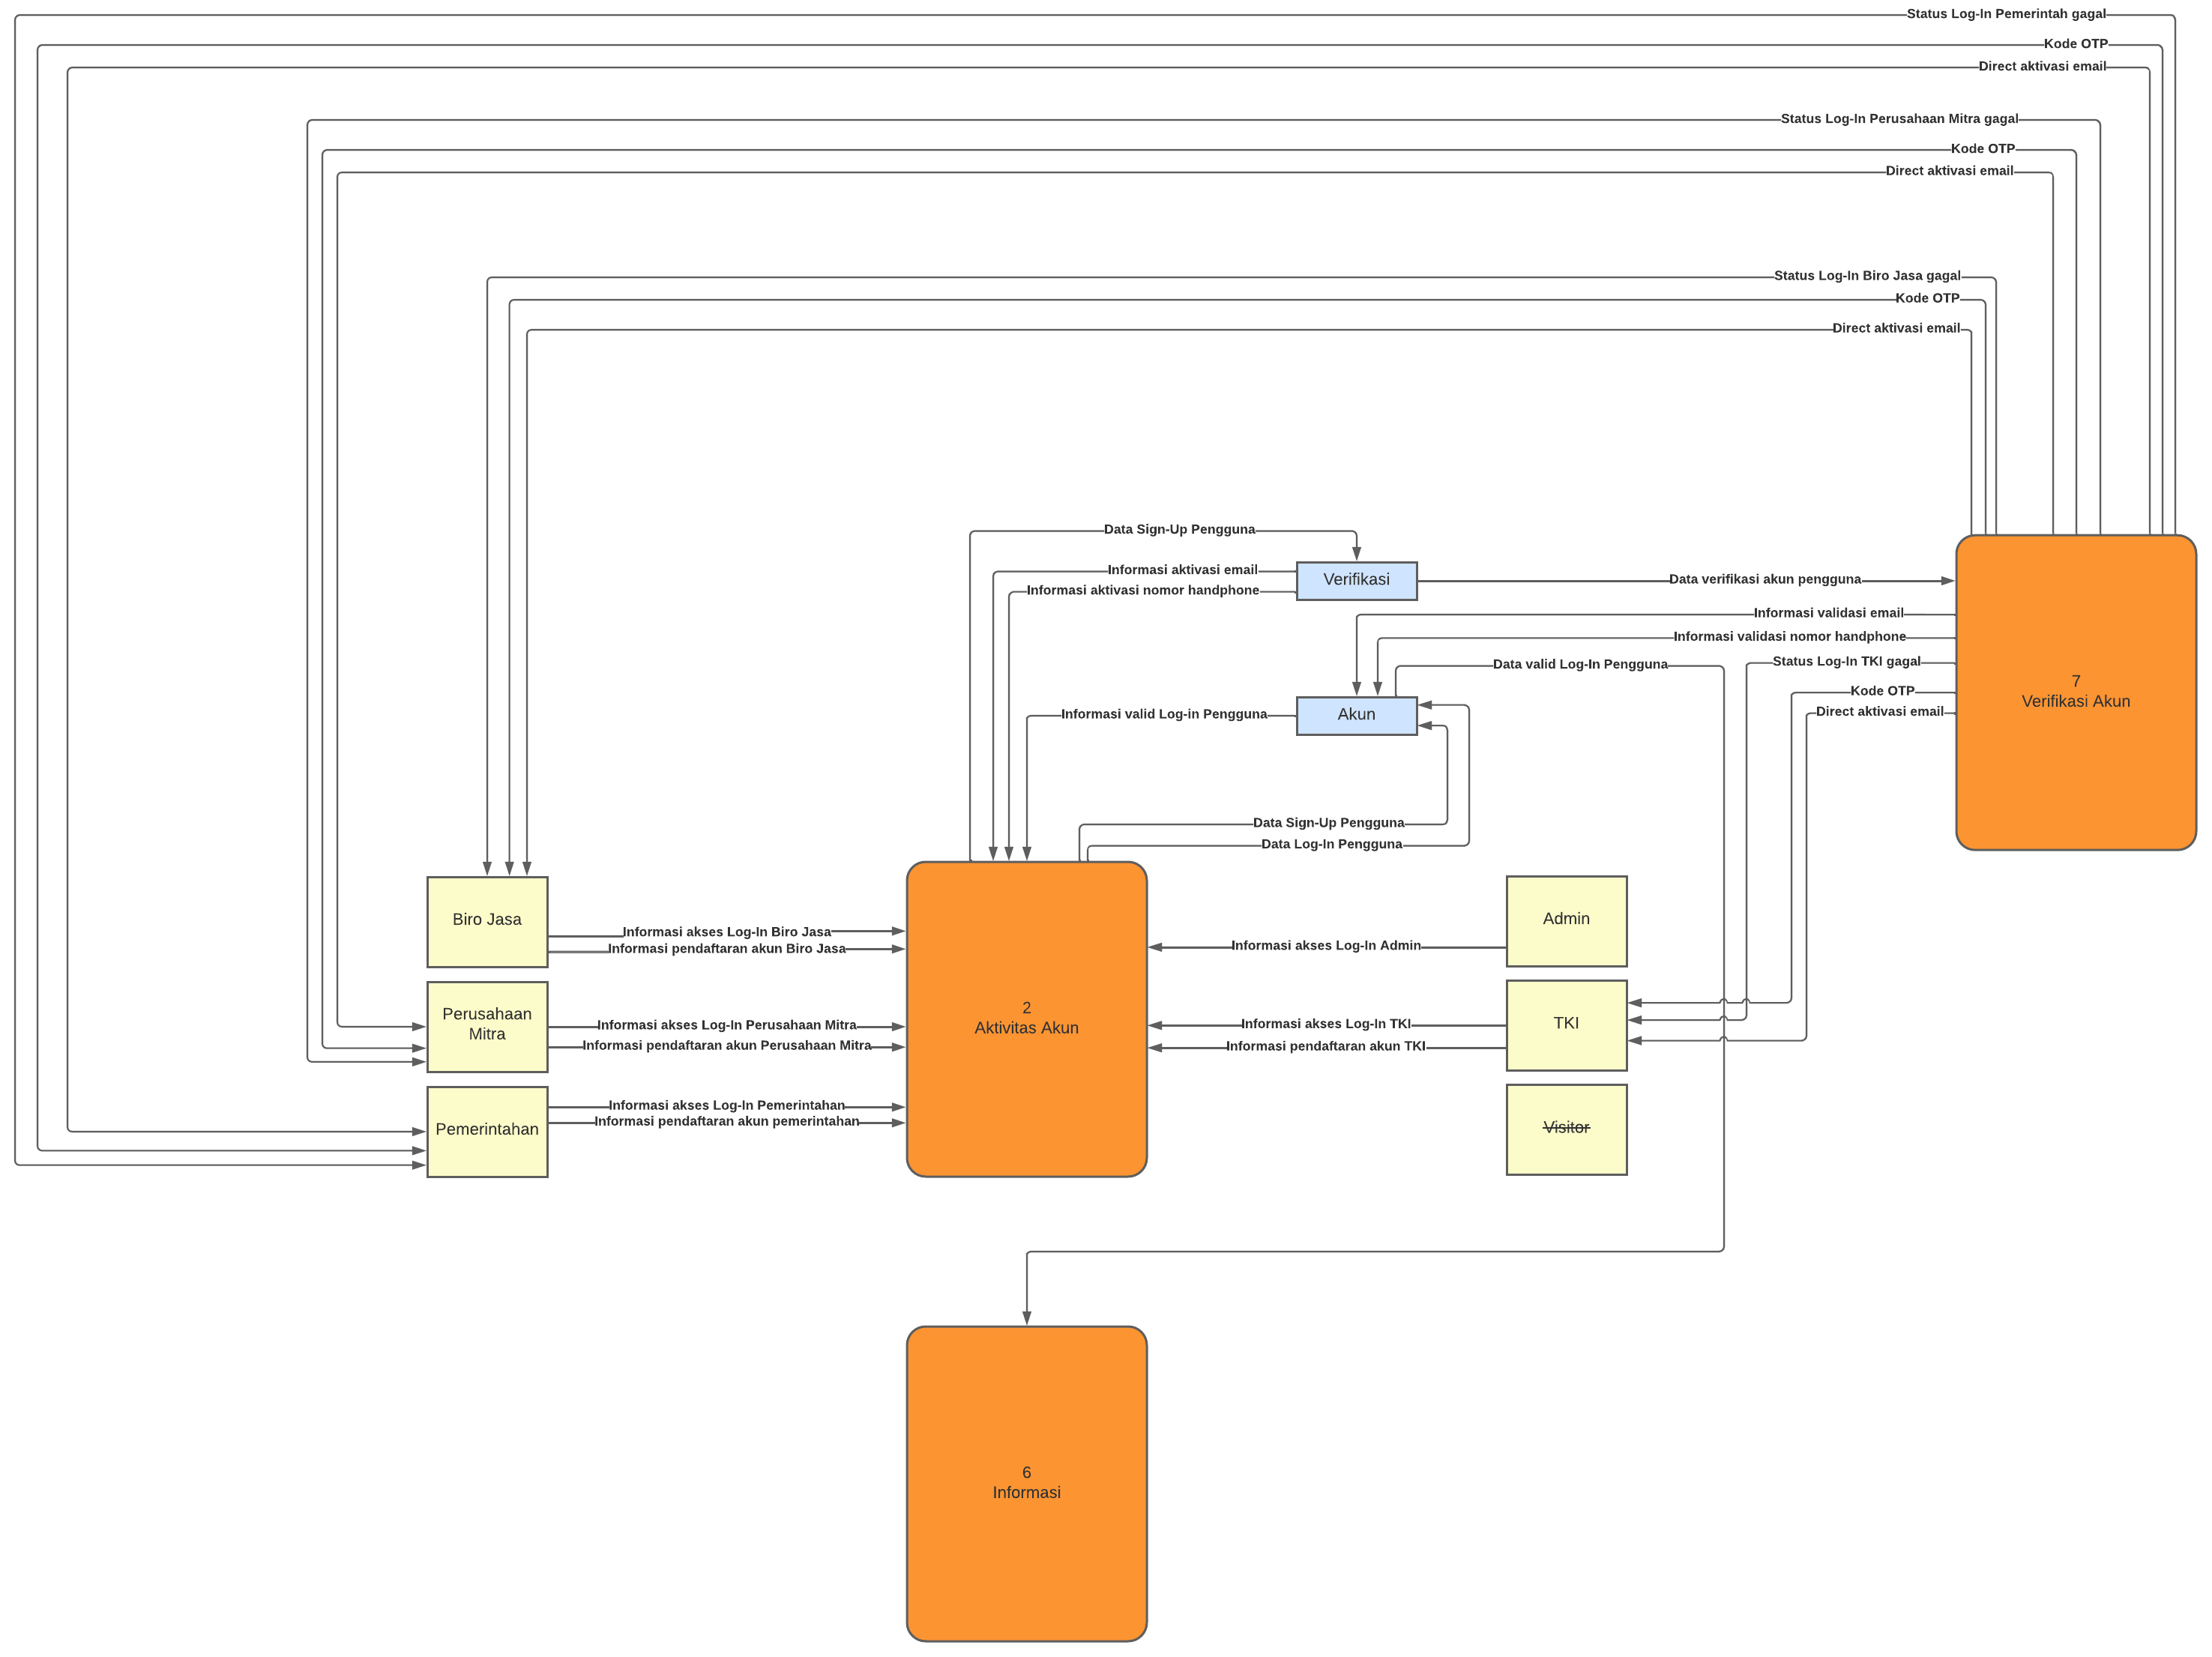 Status Log-In Pemerintah gagal
Kode OTP
Direct aktivasi email
Status Log-In Perusahaan Mitra gagal
Kode OTP
Direct aktivasi email
Status Log-In Biro Jasa gagal
Kode OTP
Direct aktivasi email
Data Sign-Up Pengguna
Informasi aktivasi email
Informasi aktivasi nomor handphone
Verifikasi
Data verifikasi akun pengguna
Informasi validasi email
Informasi validasi nomor handphone
Status Log-In TKI gagal
Kode OTP
Direct aktivasi email
7
Verifikasi Akun
Data valid Log-In Pengguna
Informasi valid Log-in Pengguna
Akun
Data Sign-Up Pengguna
Data Log-In Pengguna
Biro Jasa
Informasi akses Log-In Biro Jasa
Informasi pendaftaran akun Biro Jasa
Perusahaan
Mitra
Informasi akses Log-In Perusahaan Mitra
Informasi pendaftaran akun Perusahaan Mitra
Pemerintahan
Informasi akses Log-In Pemerintahan
Informasi pendaftaran akun pemerintahan
2
Aktivitas Akun
Informasi akses Log-In Admin
Admin
Informasi akses Log-In TKI
Informasi pendaftaran akun TKI
TKI
Visitor
6
Informasi